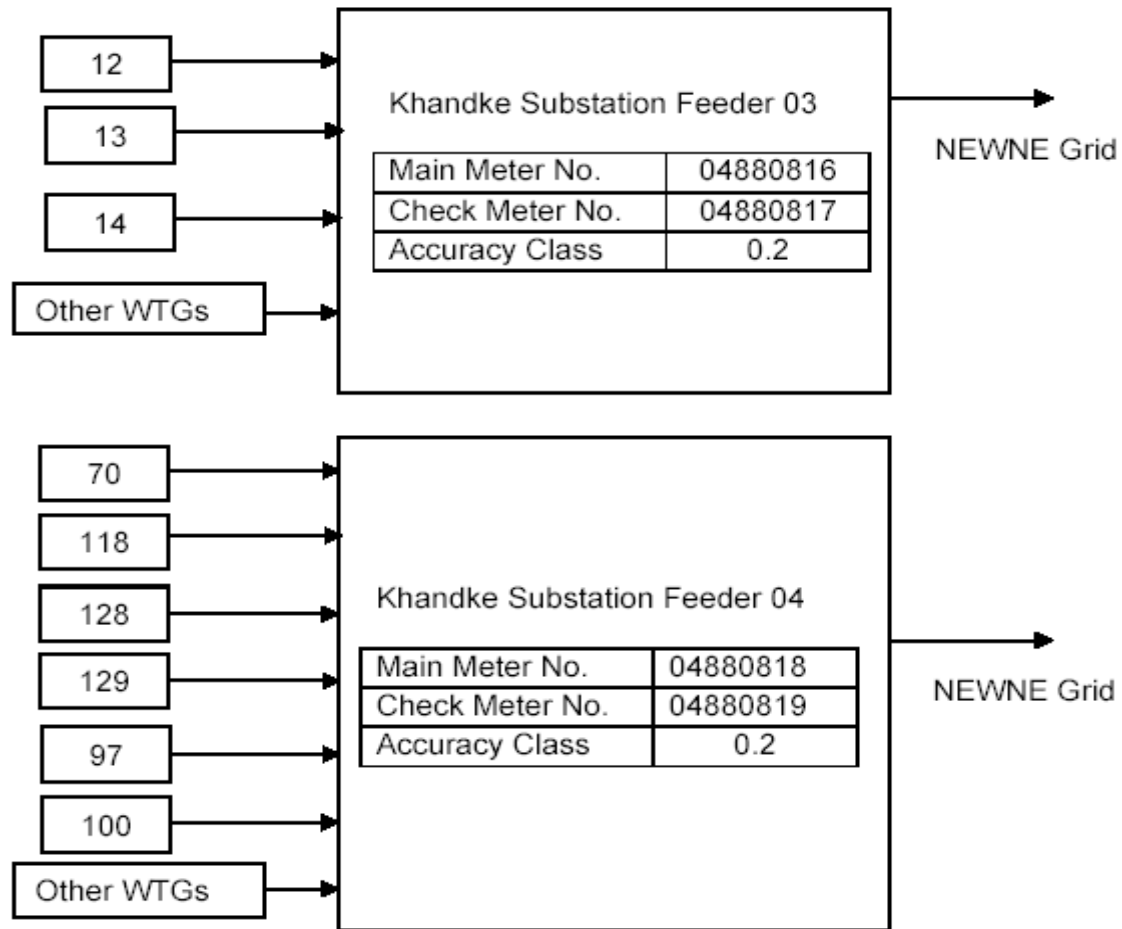 12
13
14
Other WTGs
Khandke Substation Feeder 03
Main Meter No. 04880816
Check Meter No. 04880817
Accuracy Class 0.2
NEWNE Grid
70
118
128
129
97
100
Other WTGs
Khandke Substation Feeder 04
Main Meter No. 04880818
Check Meter No. 04880819
Accuracy Class 0.2
NEWNE Grid